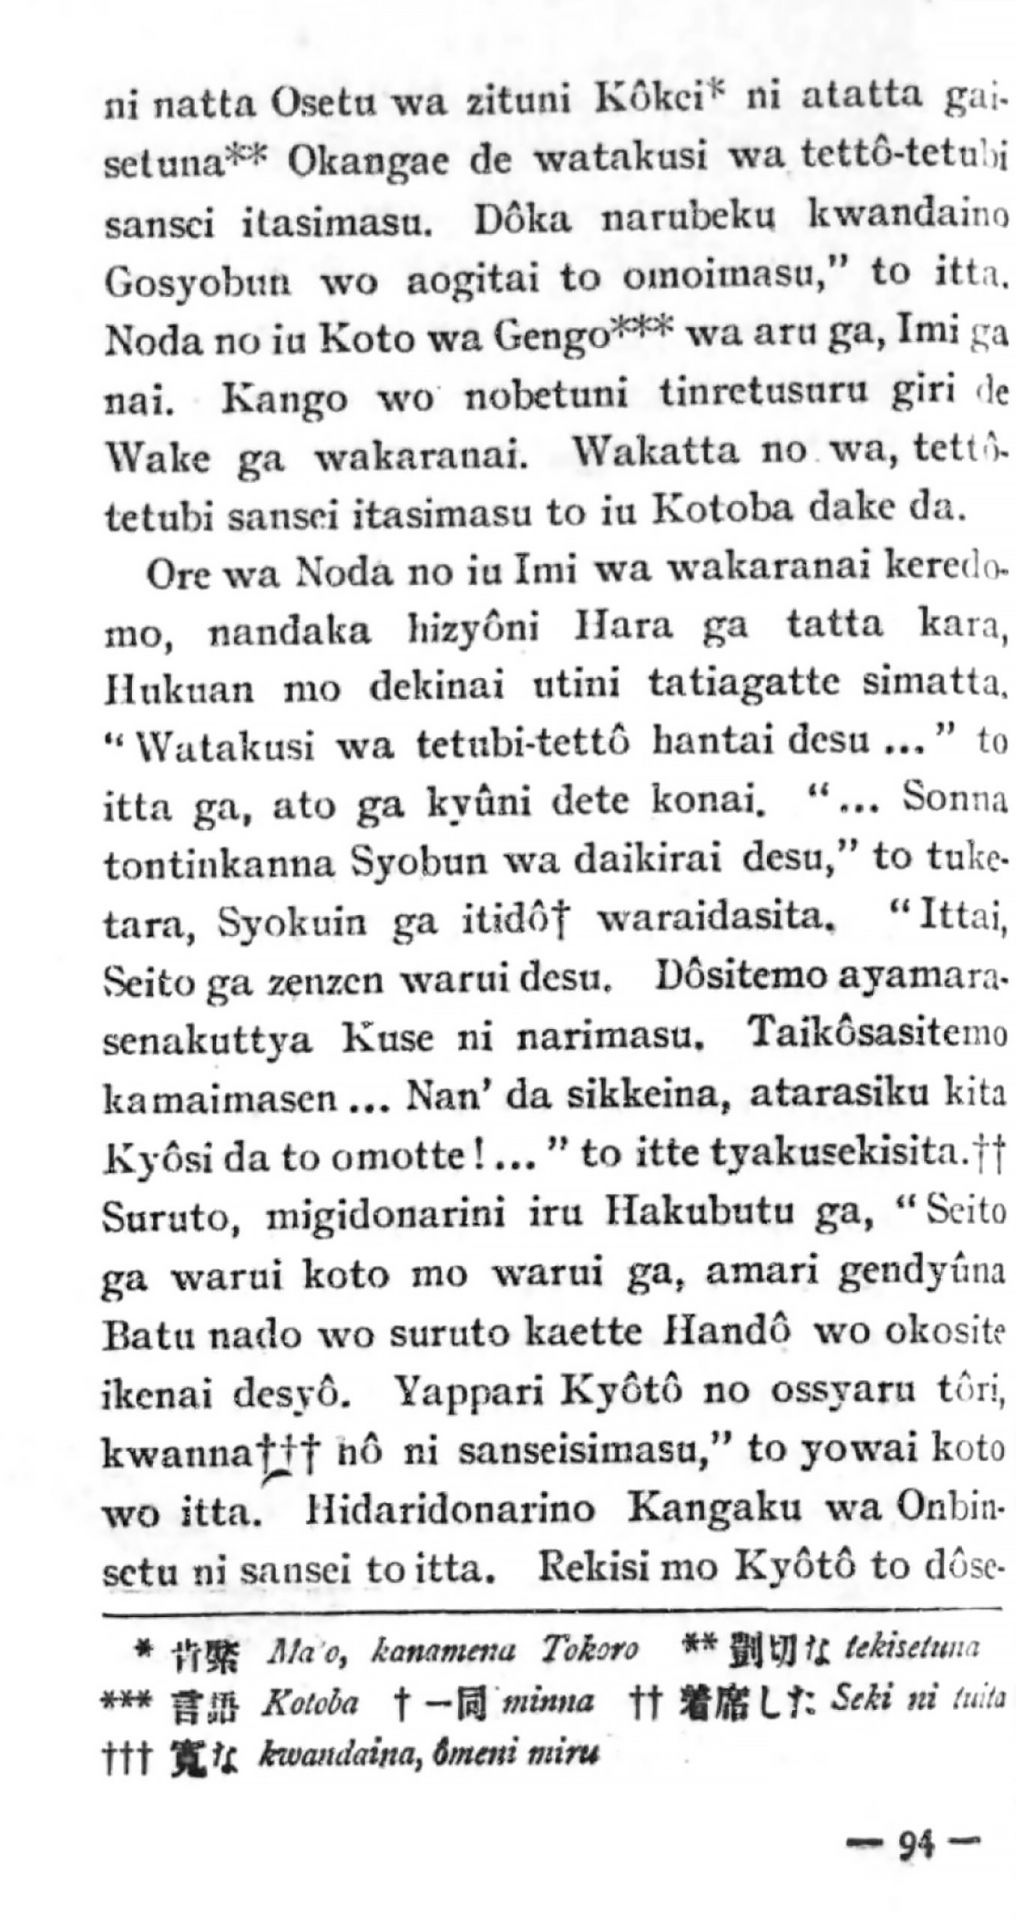 ni natta Osetu wa zituni Kôkei* ni atatta gai-
setuna** Okangae de watakusi wa tettô-tetubi
sansei itasimasu. Dôka narubeku kwandaino
Gosyobun wo aogitai to omoimasu,” to itta.
Noda no iu Koto wa Gengo*** wa aru ga, Imi ga
nai. Kango wo nobetuni tinretusuru giri de
Wake ga wakaranai. Wakatta no wa, tettô-
tetubi sansei itasimasu to iu Kotoba dake da.
Ore wa Noda no iu Imi wa wakaranai keredo-
mo, nandaka hizyôni Hara ga tatta kara,
Hukuan mo dekinai utini tatiagatte simatta.
“Watakusi wa tetubi-tettô hantai desu ...” to
itta ga, ato ga kyûni dete konai. “... Sonna
tontinkanna Syobun wa daikirai desu,” to tuke-
tara, Syokuin ga itidô† waraidasita. “Ittai,
Seito ga zenzen warui desu. Dôsitemo ayamara-
senakuttya Kuse ni narimasu. Taikôsasitemo
kamaimasen ... Nan’ da sikkeina, atarasiku kita
Kyôsi da to omotte! ...” to itte tyakusekisita.††
Suruto, migidonarini iru Hakubutu ga, “Seito
ga warui koto mo warui ga, amari gendyûna
Batu nado wo suruto kaette Handô wo okosite
ikenai desyô. Yappari Kyôtô no ossyaru tôri,
kwanna††† hô ni sanseisimasu,” to yowai koto
wo itta. Hidaridonarino Kangaku wa Onbin-
setu ni sansei to itta. Rekisi mo Kyôtô to dôse-
* 肯綮 Ma’o, kanamena Tokoro ** 剴切な tekisetuna
*** 言語 Kotoba † 一同 minna †† 着席した Seki ni tuita
††† 寛な kwandaina, ômeni miru
— 94 —